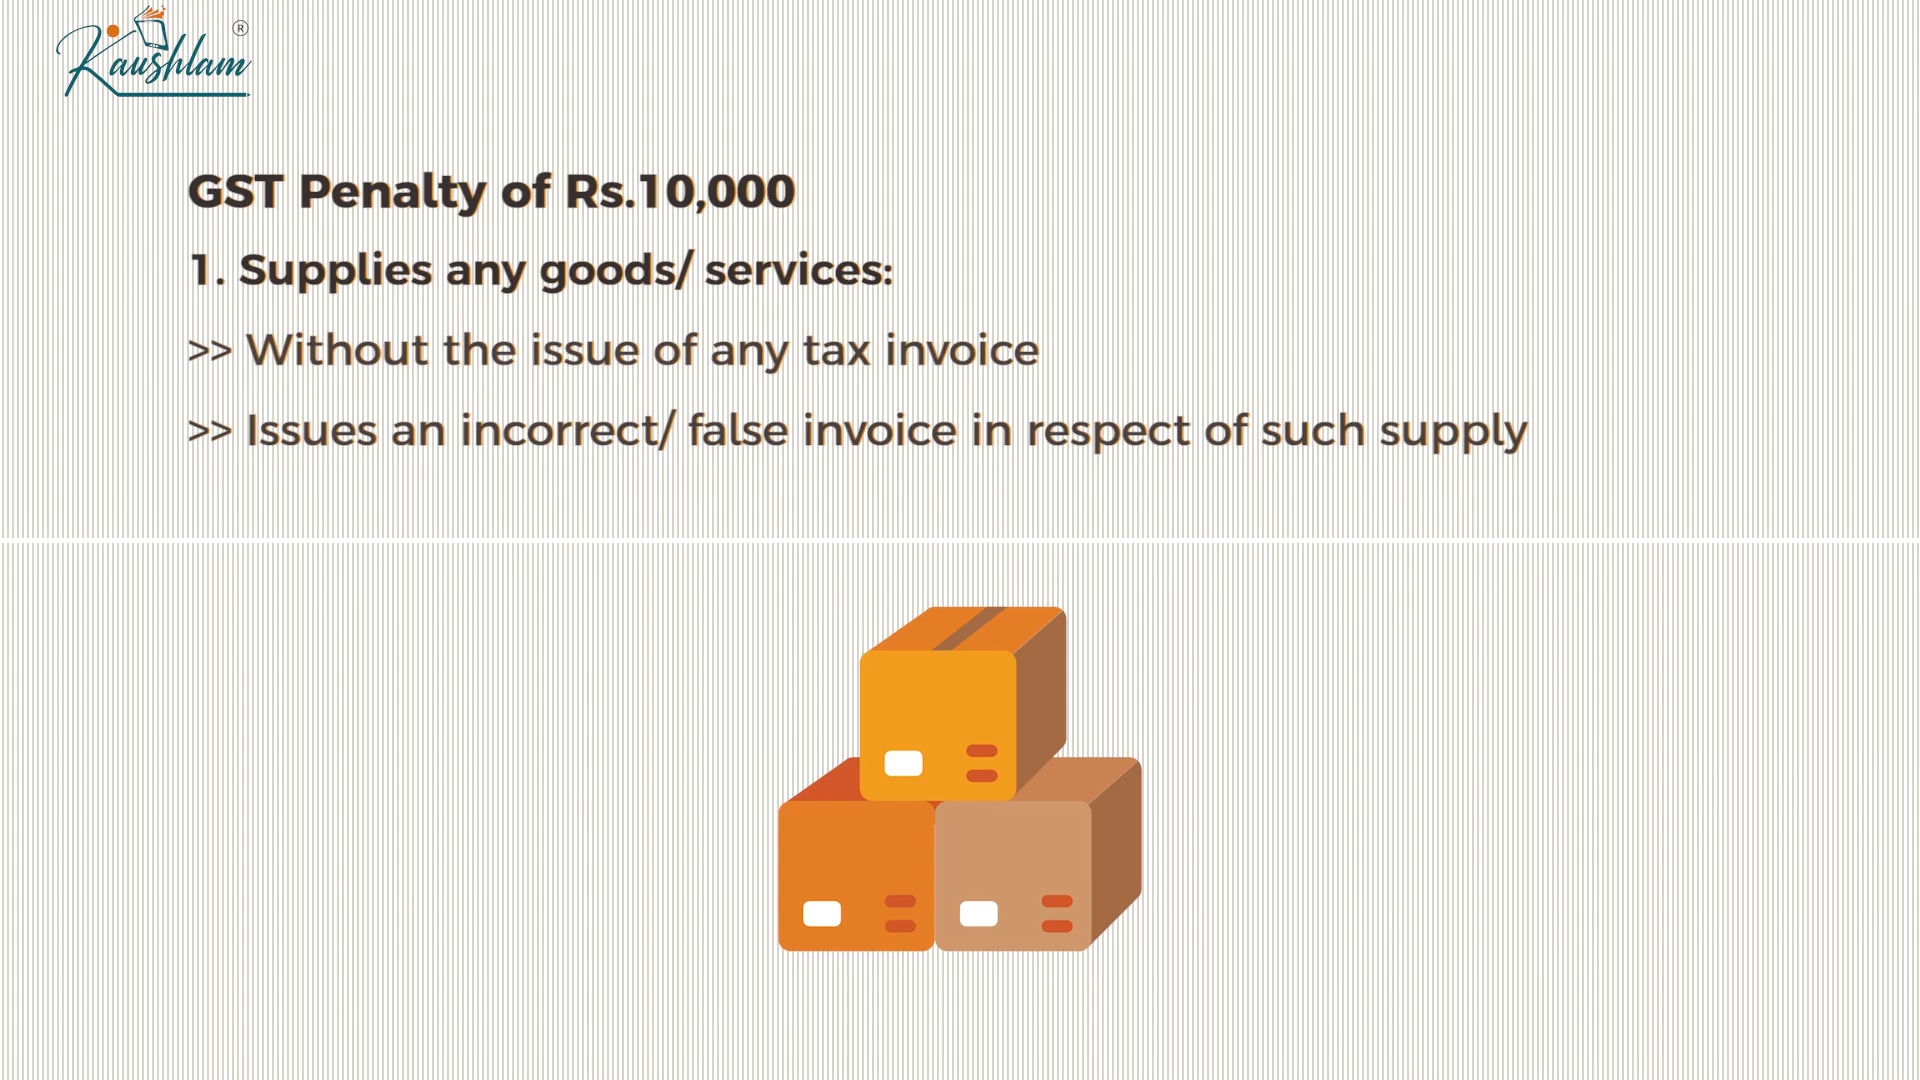 Kaushlam ®
GST Penalty of Rs.10,000
1. Supplies any goods/ services:
>> Without the issue of any tax invoice
>> Issues an incorrect/ false invoice in respect of such supply